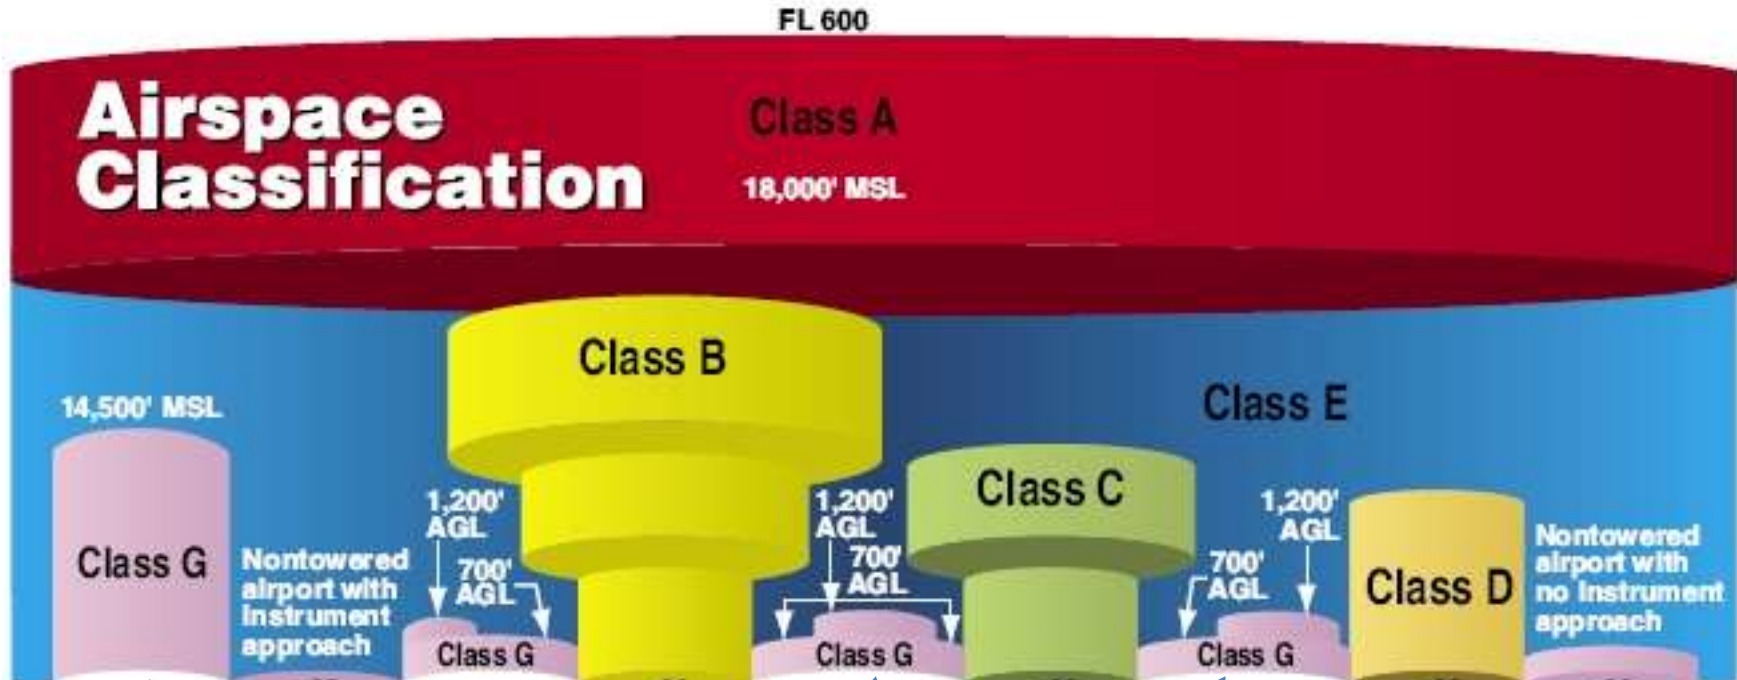 FL 600
Airspace
Classification
Class A
18,000' MSL
Class B
Class E
14,500' MSL
Class C
1,200'
AGL
1,200'
AGL
1,200'
AGL
Class G
Nontowered
airport with
instrument
approach
700'
AGL
700'
AGL
700'
AGL
Class D
Nontowered
airport with
no Instrument
approach
Class G
Class G
Class G